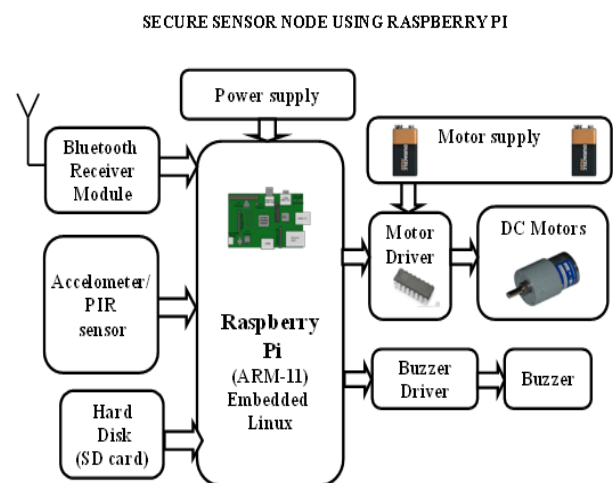 SECURE SENSOR NODE USING RASPBERRY PI
Power supply
Bluetooth
Receiver
Module
Motor supply
Accelometer/
PIR
sensor
Raspberry
Pi
(ARM-11)
Embedded
Linux
Motor
Driver
DC Motors
Hard
Disk
(SD card)
Buzzer
Driver
Buzzer